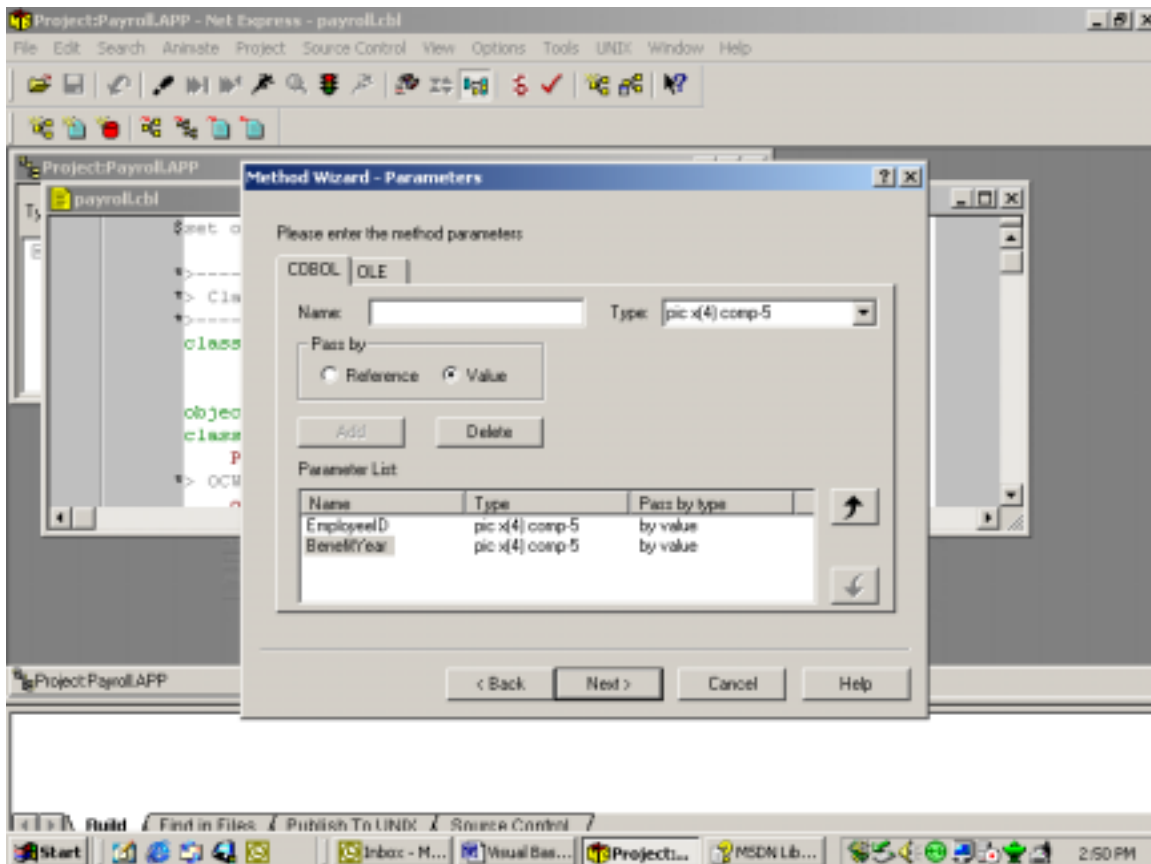 Project:Payroll.APP - Net Express - payroll.cbl
File Edit Search Animate Project Source Control View Options Tools UNIX Window Help
Project:Payroll.APP
payroll.cbl
Ty
$set o
*>----
*> Cla
*>----
class
objec
class
P
*> OCW
Method Wizard - Parameters
Please enter the method parameters
COBOL OLE
Name: Type: pic x(4) comp-5
Pass by
Reference Value
Add Delete
Parameter List
Name Type Pass by type
EmployeeID pic x(4) comp-5 by value
BenefitYear pic x(4) comp-5 by value
< Back Next > Cancel Help
Project:Payroll.APP
Build Find in Files Publish To UNIX Source Control
Start Inbox - M... Visual Bas... Project:... MSDN Lib... 2:50 PM